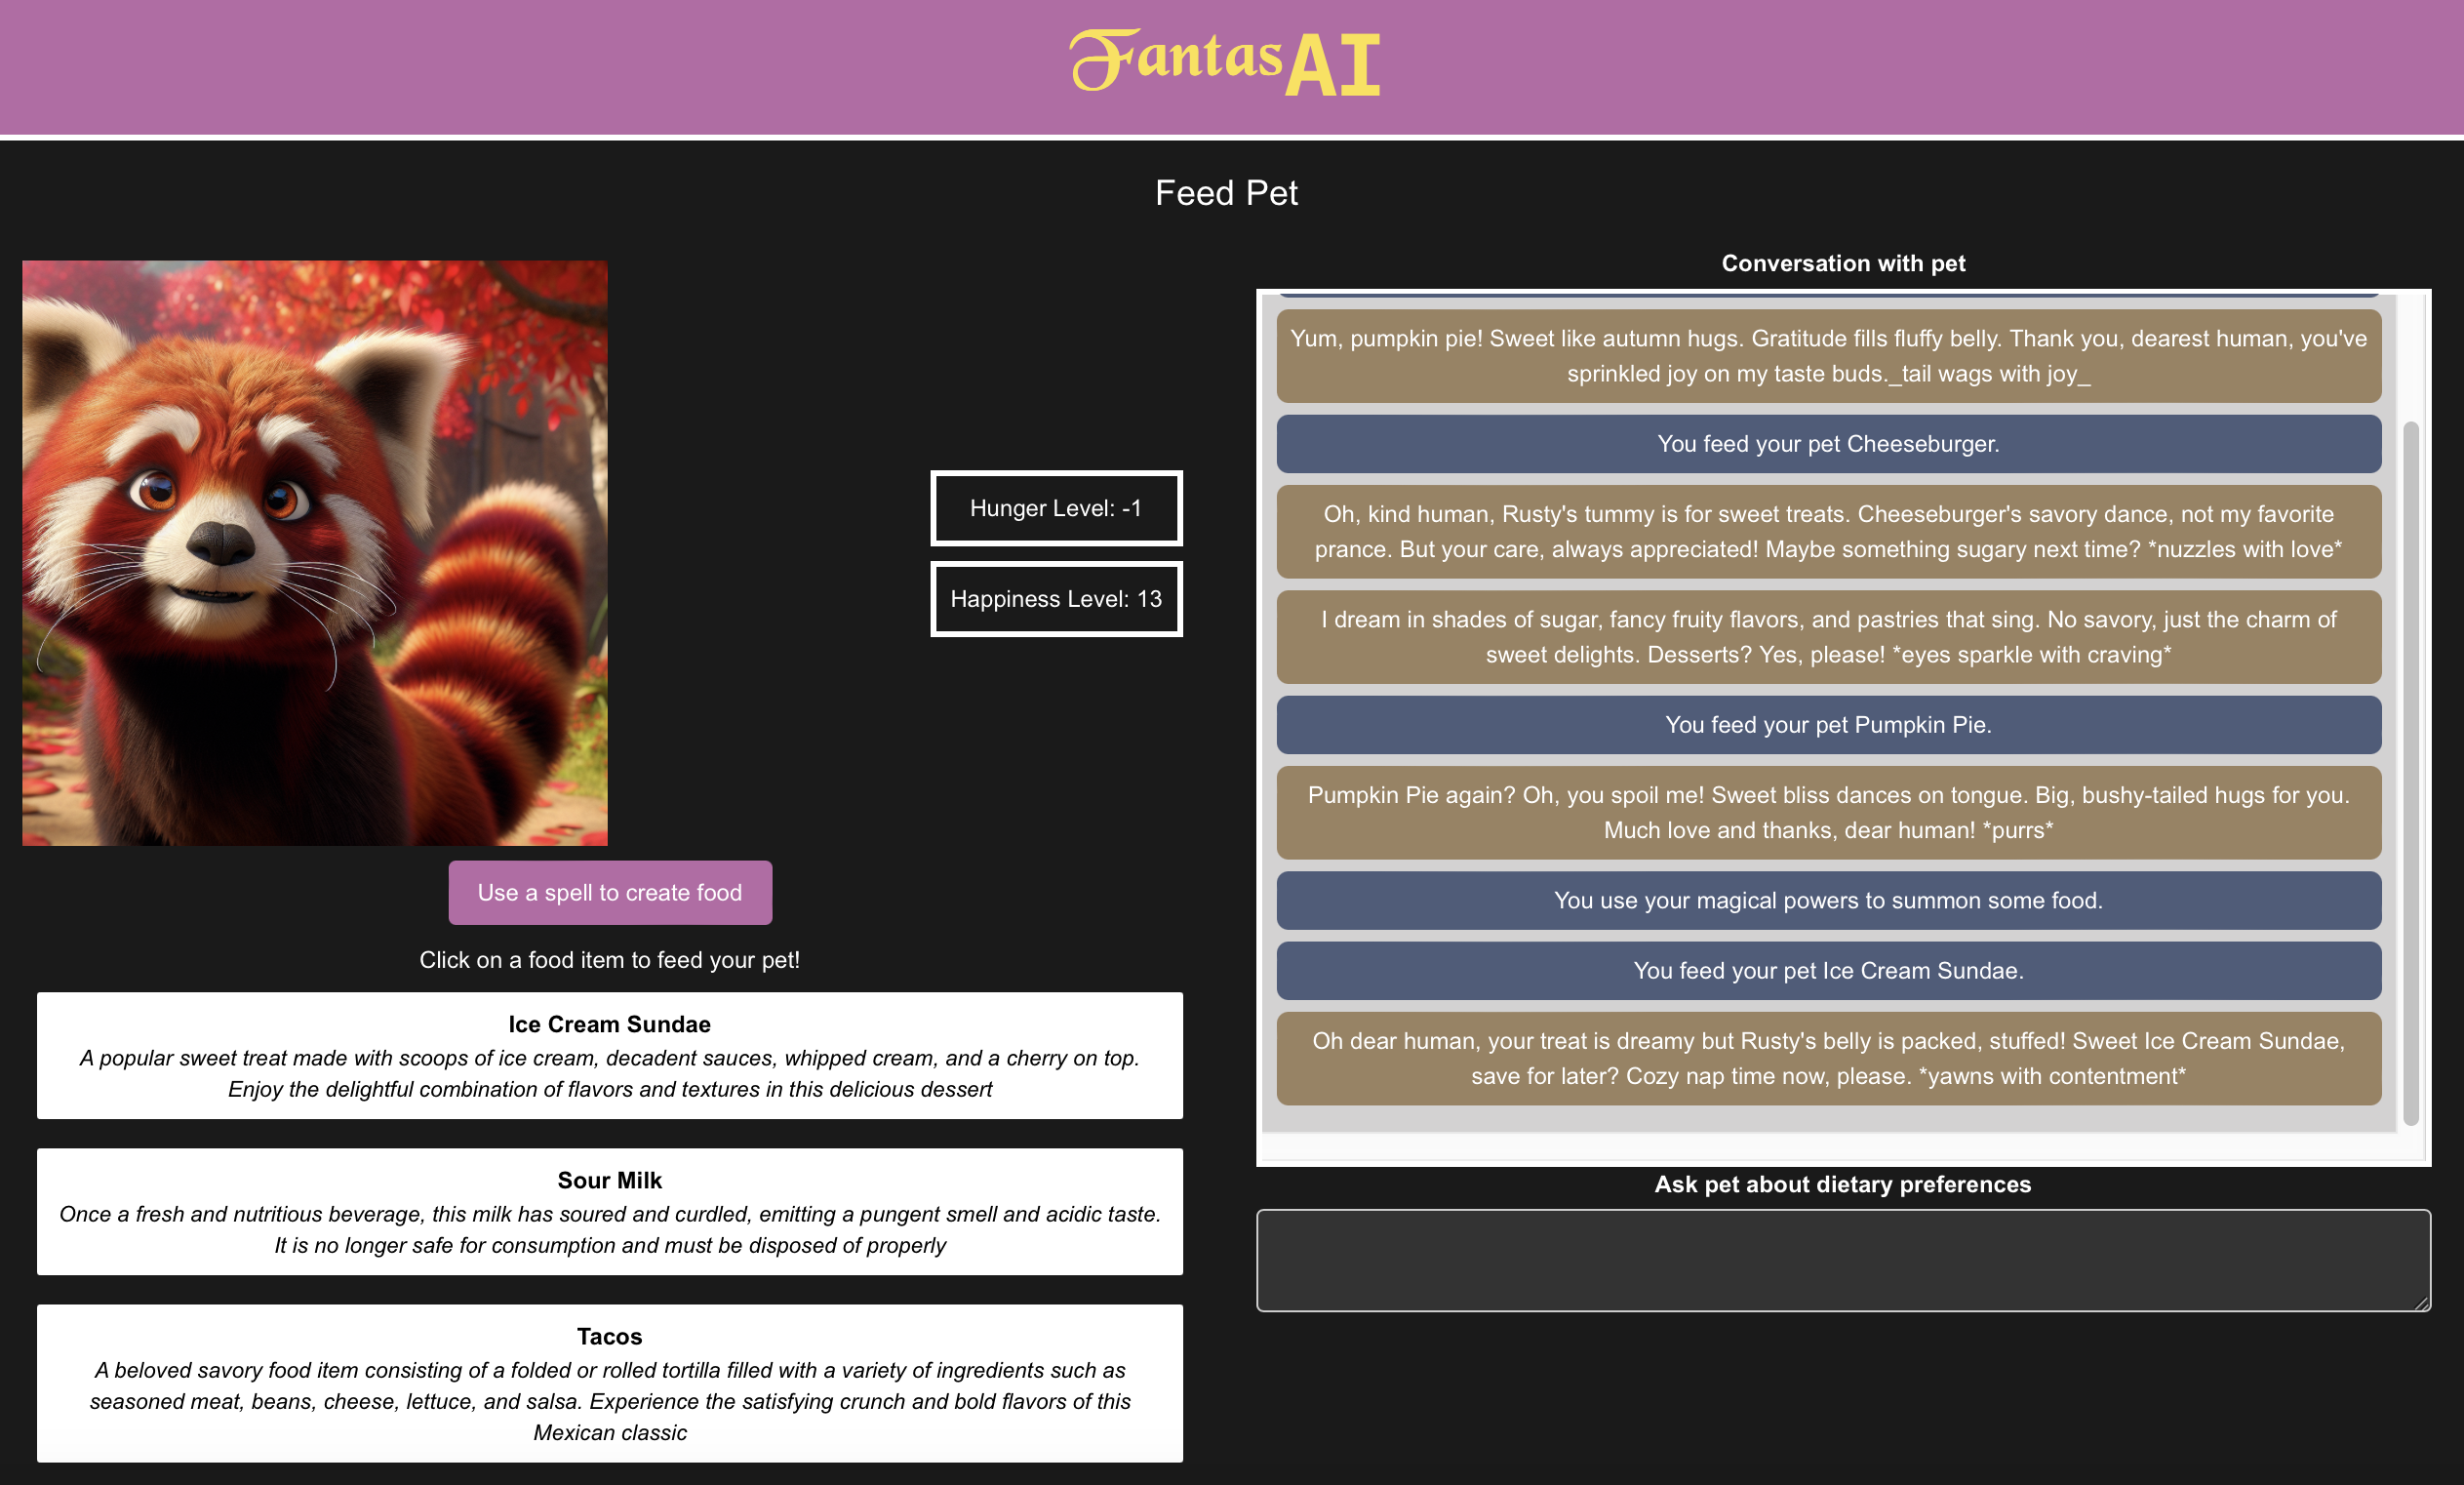 FantasAI
Feed Pet
Hunger Level: -1
Happiness Level: 13
Use a spell to create food
Click on a food item to feed your pet!
Ice Cream Sundae
A popular sweet treat made with scoops of ice cream, decadent sauces, whipped cream, and a cherry on top.
Enjoy the delightful combination of flavors and textures in this delicious dessert
Sour Milk
Once a fresh and nutritious beverage, this milk has soured and curdled, emitting a pungent smell and acidic taste.
It is no longer safe for consumption and must be disposed of properly
Tacos
A beloved savory food item consisting of a folded or rolled tortilla filled with a variety of ingredients such as
seasoned meat, beans, cheese, lettuce, and salsa. Experience the satisfying crunch and bold flavors of this
Mexican classic
Conversation with pet
Yum, pumpkin pie! Sweet like autumn hugs. Gratitude fills fluffy belly. Thank you, dearest human, you've
sprinkled joy on my taste buds._tail wags with joy_
You feed your pet Cheeseburger.
Oh, kind human, Rusty's tummy is for sweet treats. Cheeseburger's savory dance, not my favorite
prance. But your care, always appreciated! Maybe something sugary next time? *nuzzles with love*
I dream in shades of sugar, fancy fruity flavors, and pastries that sing. No savory, just the charm of
sweet delights. Desserts? Yes, please! *eyes sparkle with craving*
You feed your pet Pumpkin Pie.
Pumpkin Pie again? Oh, you spoil me! Sweet bliss dances on tongue. Big, bushy-tailed hugs for you.
Much love and thanks, dear human! *purrs*
You use your magical powers to summon some food.
You feed your pet Ice Cream Sundae.
Oh dear human, your treat is dreamy but Rusty's belly is packed, stuffed! Sweet Ice Cream Sundae,
save for later? Cozy nap time now, please. *yawns with contentment*
Ask pet about dietary preferences